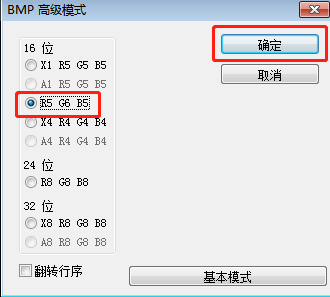 BMP 高级模式
确定
取消
16 位
X1 R5 G5 B5
A1 R5 G5 B5
R5 G6 B5
X4 R4 G4 B4
A4 R4 G4 B4
24 位
R8 G8 B8
32 位
X8 R8 G8 B8
A8 R8 G8 B8
翻转行序
基本模式